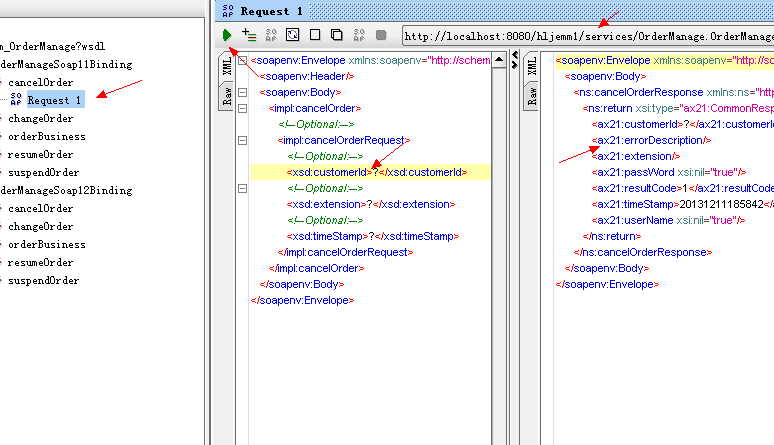 m_OrderManage?wsdl
derManageSoap11Binding
cancelOrder
SO AP Request 1
changeOrder
orderBusiness
resumeOrder
suspendOrder
derManageSoap12Binding
cancelOrder
changeOrder
orderBusiness
resumeOrder
suspendOrder
SO AP Request 1
SO AP
http://localhost:8080/hljemm1/services/OrderManage.OrderManag
XML
Raw
<soapenv:Envelope xmlns:soapenv="http://schem
<soapenv:Header/>
<soapenv:Body>
<impl:cancelOrder>
<!--Optional:-->
<impl:cancelOrderRequest>
<!--Optional:-->
<xsd:customerId>?</xsd:customerId>
<!--Optional:-->
<xsd:extension>?</xsd:extension>
<!--Optional:-->
<xsd:timeStamp>?</xsd:timeStamp>
</impl:cancelOrderRequest>
</impl:cancelOrder>
</soapenv:Body>
</soapenv:Envelope>
XML
Raw
<soapenv:Envelope xmlns:soapenv="http://
<soapenv:Body>
<ns:cancelOrderResponse xmlns:ns="ht
<ns:return xsi:type="ax21:CommonResp
<ax21:customerId>?</ax21:customerI
<ax21:errorDescription/>
<ax21:extension/>
<ax21:passWord xsi:nil="true"/>
<ax21:resultCode>1</ax21:resultCode
<ax21:timeStamp>20131211185842</a
<ax21:userName xsi:nil="true"/>
</ns:return>
</ns:cancelOrderResponse>
</soapenv:Body>
</soapenv:Envelope>